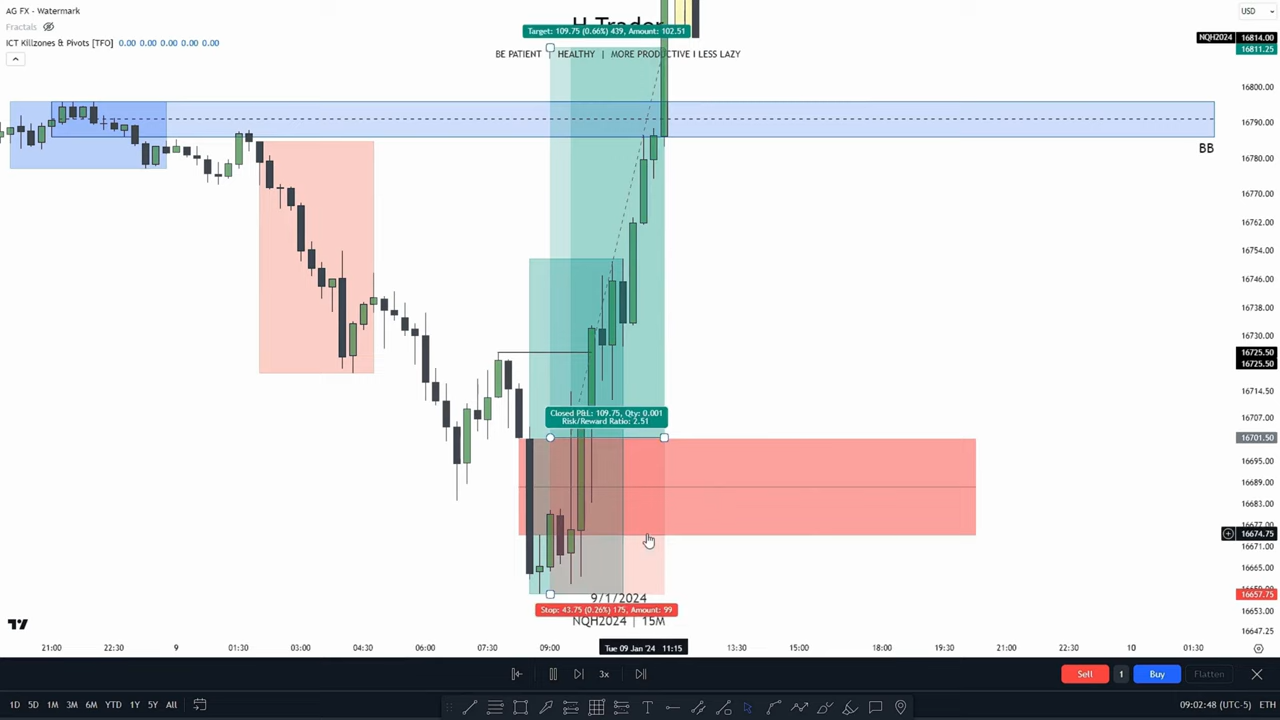 AG FX - Watermark
USD
Fractals
ICT Killzones & Pivots [TFO] 0.00 0.00 0.00 0.00 0.00
Target: 109.75 (0.66%) 439, Amount: 102.51
BE PATIENT | HEALTHY | MORE PRODUCTIVE I LESS LAZY
NQH2024 16814.00
16811.25
16800.00
16790.00
BB
16780.00
16770.00
16762.00
16754.00
16746.00
16738.00
16730.00
16725.50
16725.50
16714.50
16707.00
Closed P&L: 109.75, Qty: 0.001
Risk/Reward Ratio: 2.51
16701.50
16695.00
16689.00
16683.00
16677.00
16674.75
16671.00
16665.00
16657.75
9/1/2024
Stop: 43.75 (0.26%) 175, Amount: 99
NQH2024 | 15M
16653.00
16647.25
21:00 22:30 9 01:30 03:00 04:30 06:00 07:30 09:00 Tue 09 Jan '24 11:15 13:30 15:00 18:00 19:30 21:00 22:30 10 01:30
3x
Sell 1 Buy Flatten
1D 5D 1M 3M 6M YTD 1Y 5Y All
09:02:48 (UTC-5) ETH